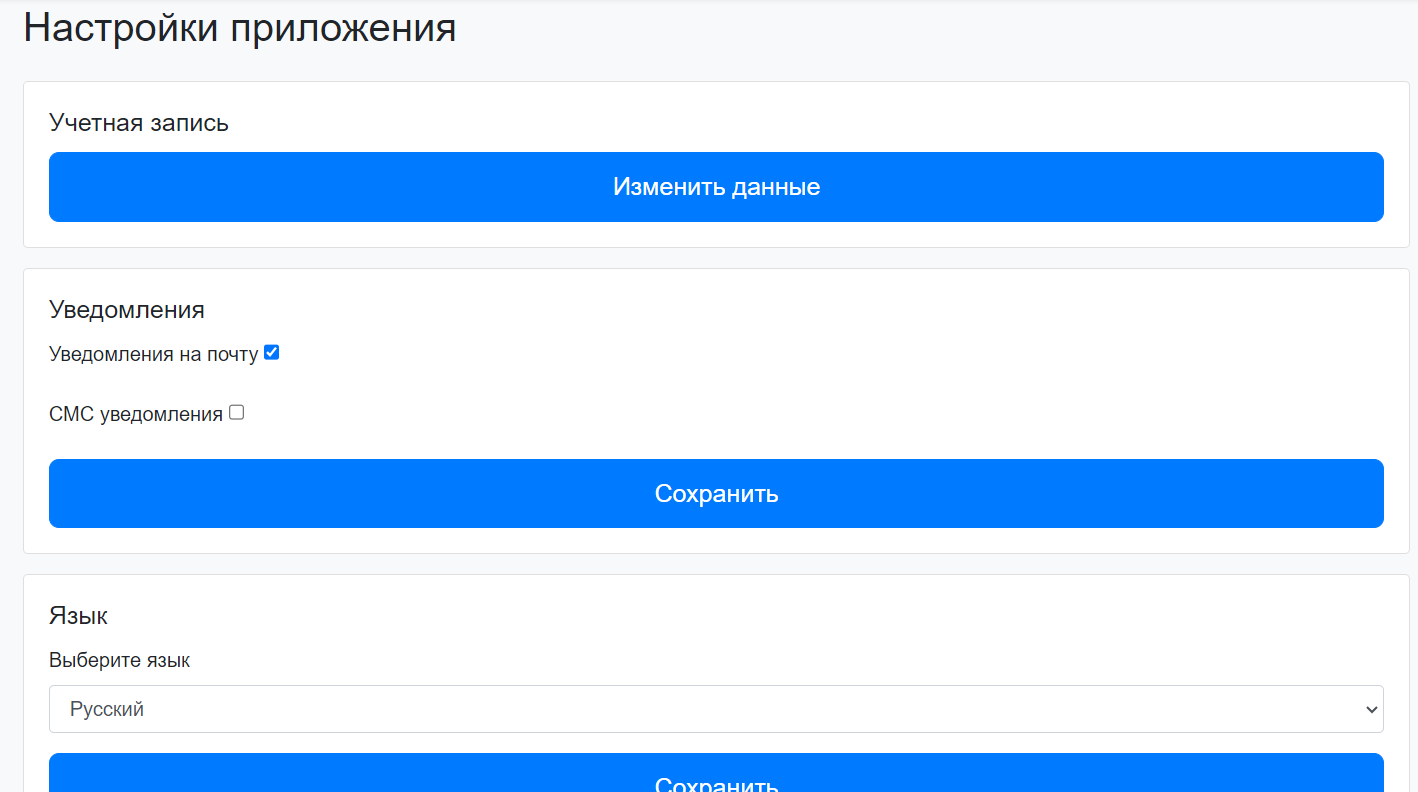 Настройки приложения
Учетная запись
Изменить данные
Уведомления
Уведомления на почту
СМС уведомления
Сохранить
Язык
Выберите язык
Русский
Сохранить